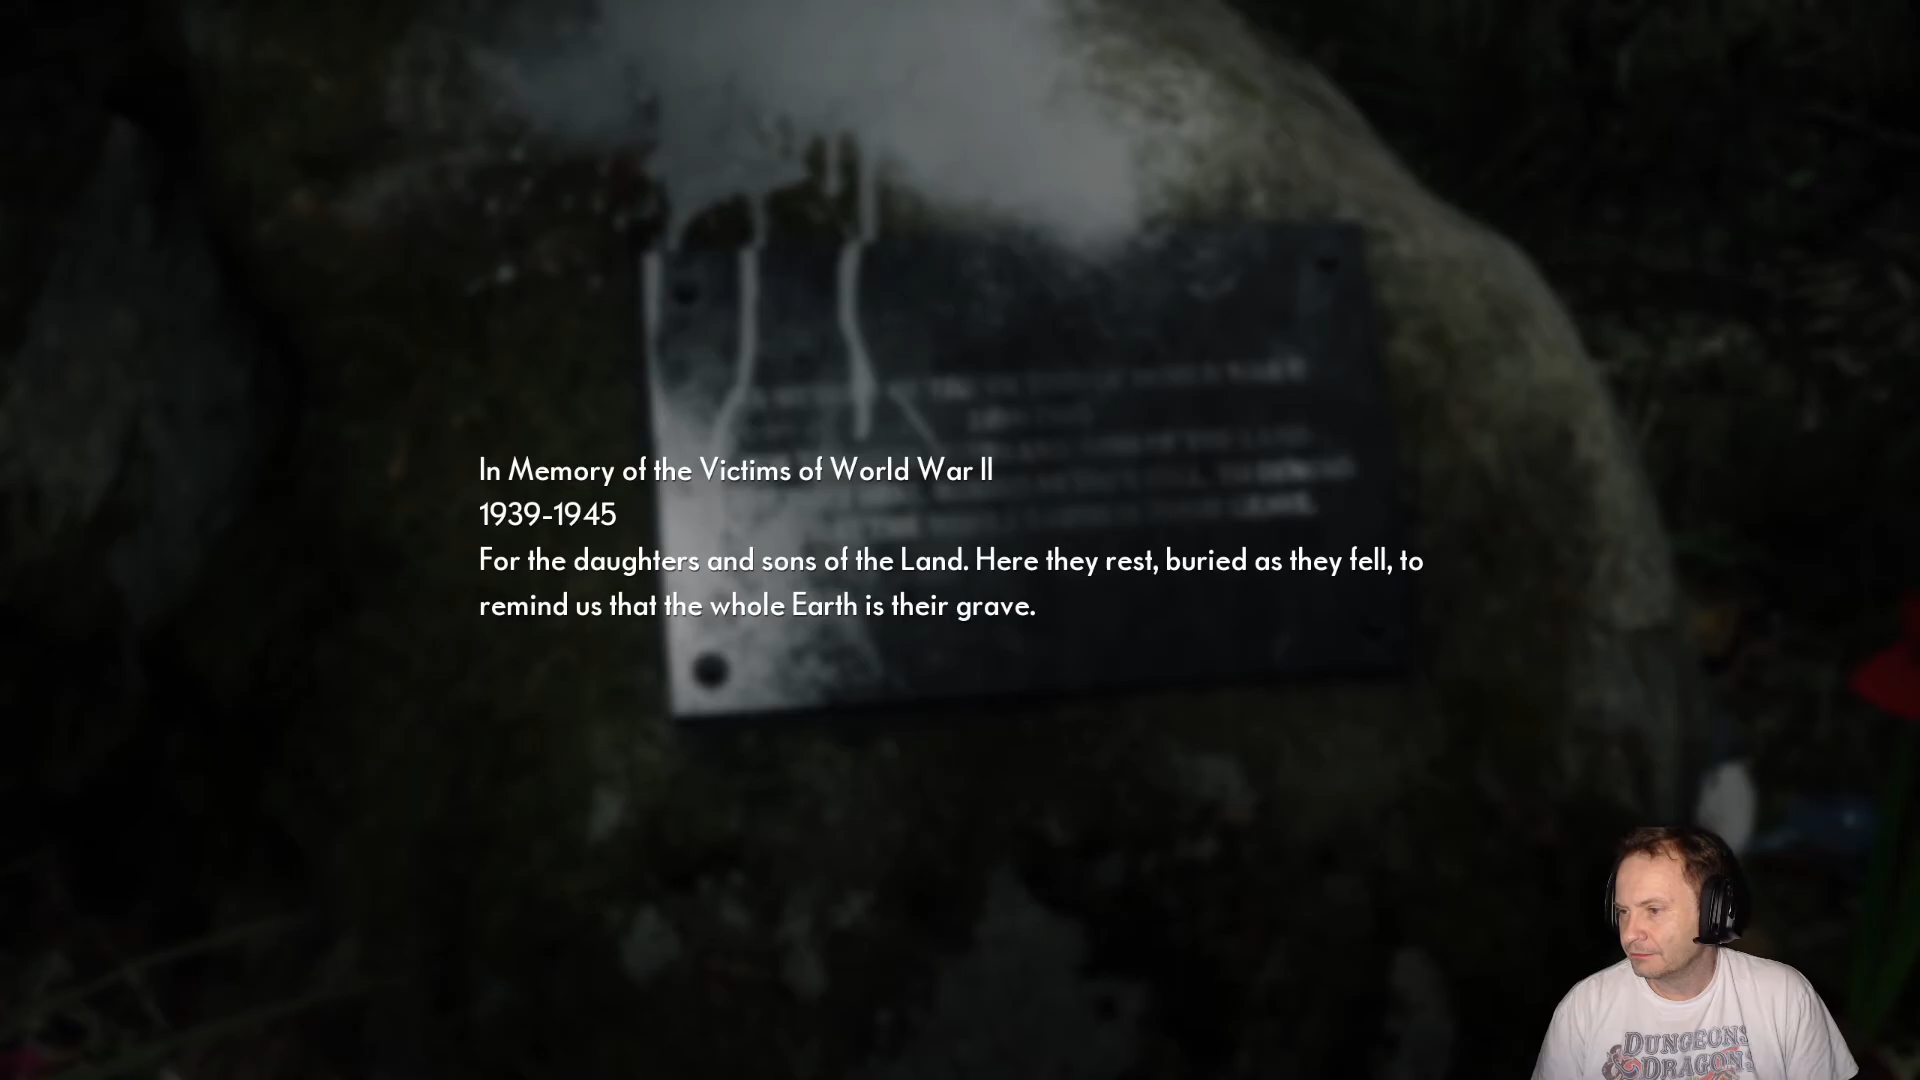 In Memory of the Victims of World War II
1939-1945
For the daughters and sons of the Land. Here they rest, buried as they fell, to
remind us that the whole Earth is their grave.
DUNGEONS
& DRAGONS